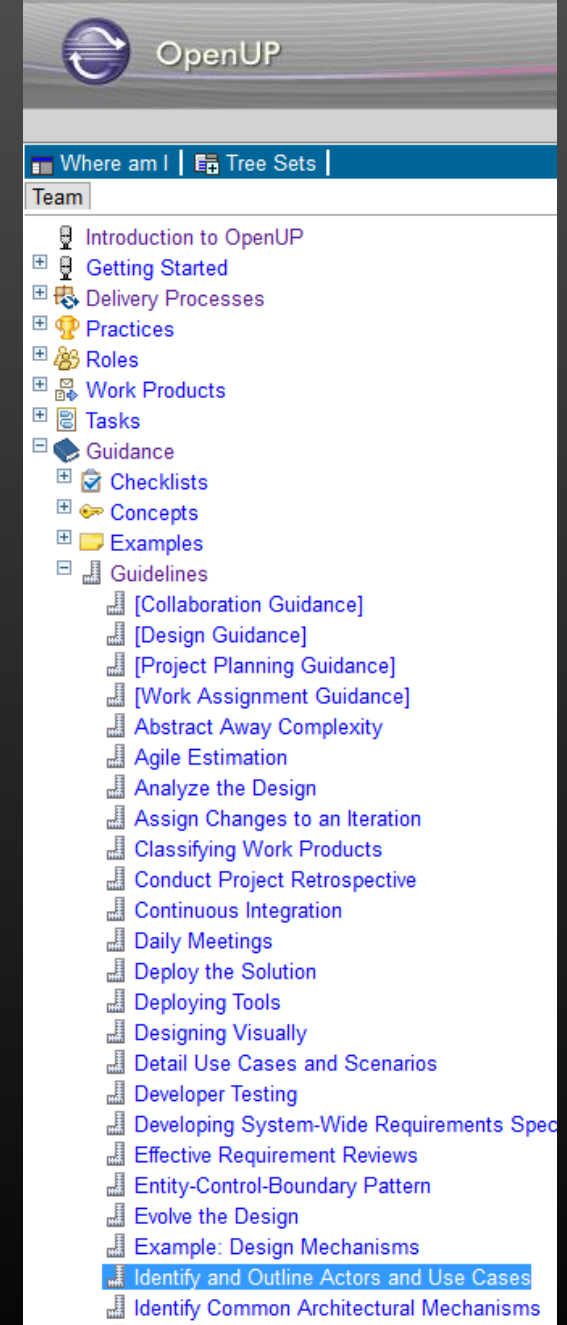 OpenUP
Where am I | Tree Sets |
Team
Introduction to OpenUP
Getting Started
Delivery Processes
Practices
Roles
Work Products
Tasks
Guidance
Checklists
Concepts
Examples
Guidelines
[Collaboration Guidance]
[Design Guidance]
[Project Planning Guidance]
[Work Assignment Guidance]
Abstract Away Complexity
Agile Estimation
Analyze the Design
Assign Changes to an Iteration
Classifying Work Products
Conduct Project Retrospective
Continuous Integration
Daily Meetings
Deploy the Solution
Deploying Tools
Designing Visually
Detail Use Cases and Scenarios
Developer Testing
Developing System-Wide Requirements Spec
Effective Requirement Reviews
Entity-Control-Boundary Pattern
Evolve the Design
Example: Design Mechanisms
Identify and Outline Actors and Use Cases
Identify Common Architectural Mechanisms